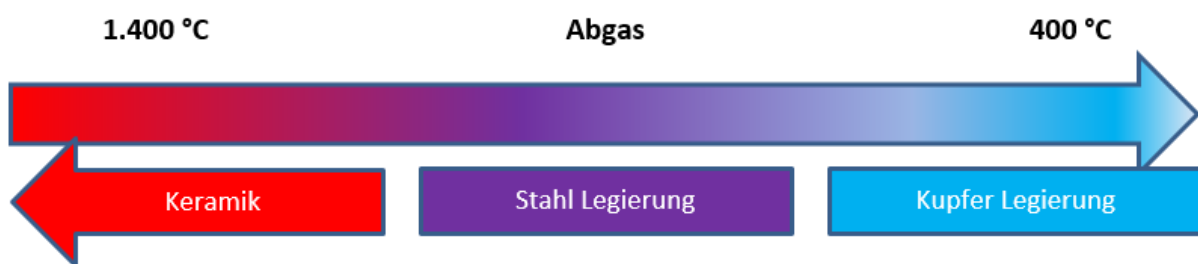 1.400 °C Abgas 400 °C
Keramik Stahl Legierung Kupfer Legierung